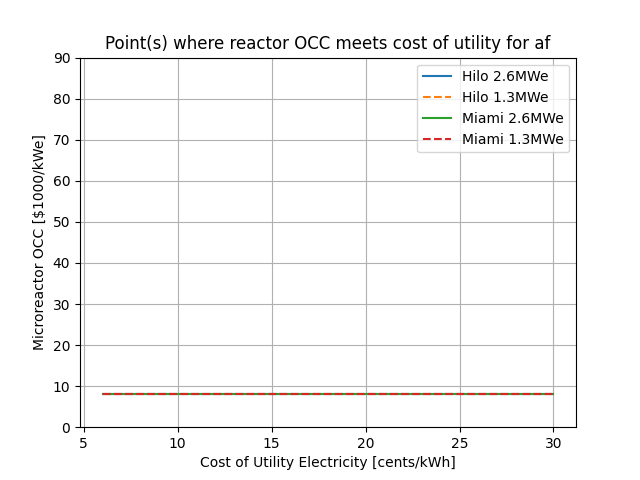 Point(s) where reactor OCC meets cost of utility for af
Hilo 2.6MWe
Hilo 1.3MWe
Miami 2.6MWe
Miami 1.3MWe
Microreactor OCC [$1000/kWe]
90
80
70
60
50
40
30
20
10
0
5 10 15 20 25 30
Cost of Utility Electricity [cents/kWh]